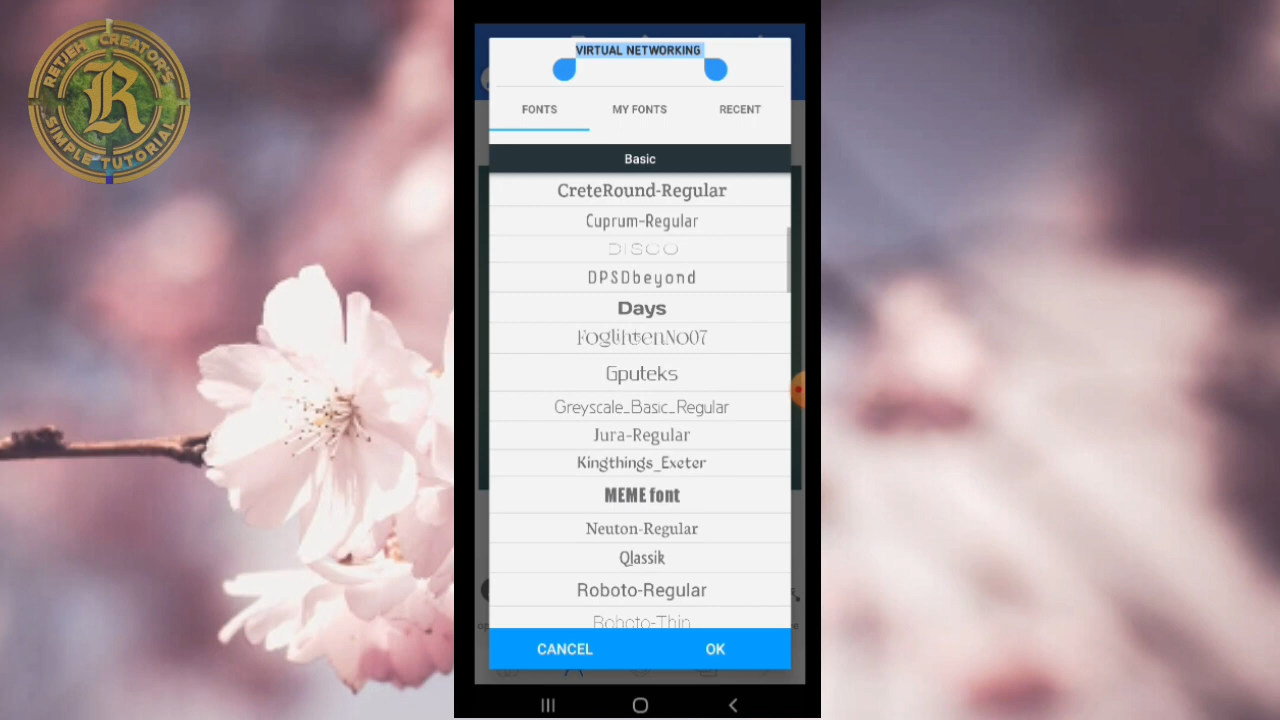 RETJEH CREATOR'S
R
SIMPLE TUTORIAL
VIRTUAL NETWORKING
FONTS MY FONTS RECENT
Basic
CreteRound-Regular
Cuprum-Regular
DISCO
DPSDbeyond
Days
FoglihtenNo07
Gputeks
Greyscale_Basic_Regular
Jura-Regular
Kingthings_Exeter
MEME font
Neuton-Regular
Qlassik
Roboto-Regular
Roboto-Thin
CANCEL OK